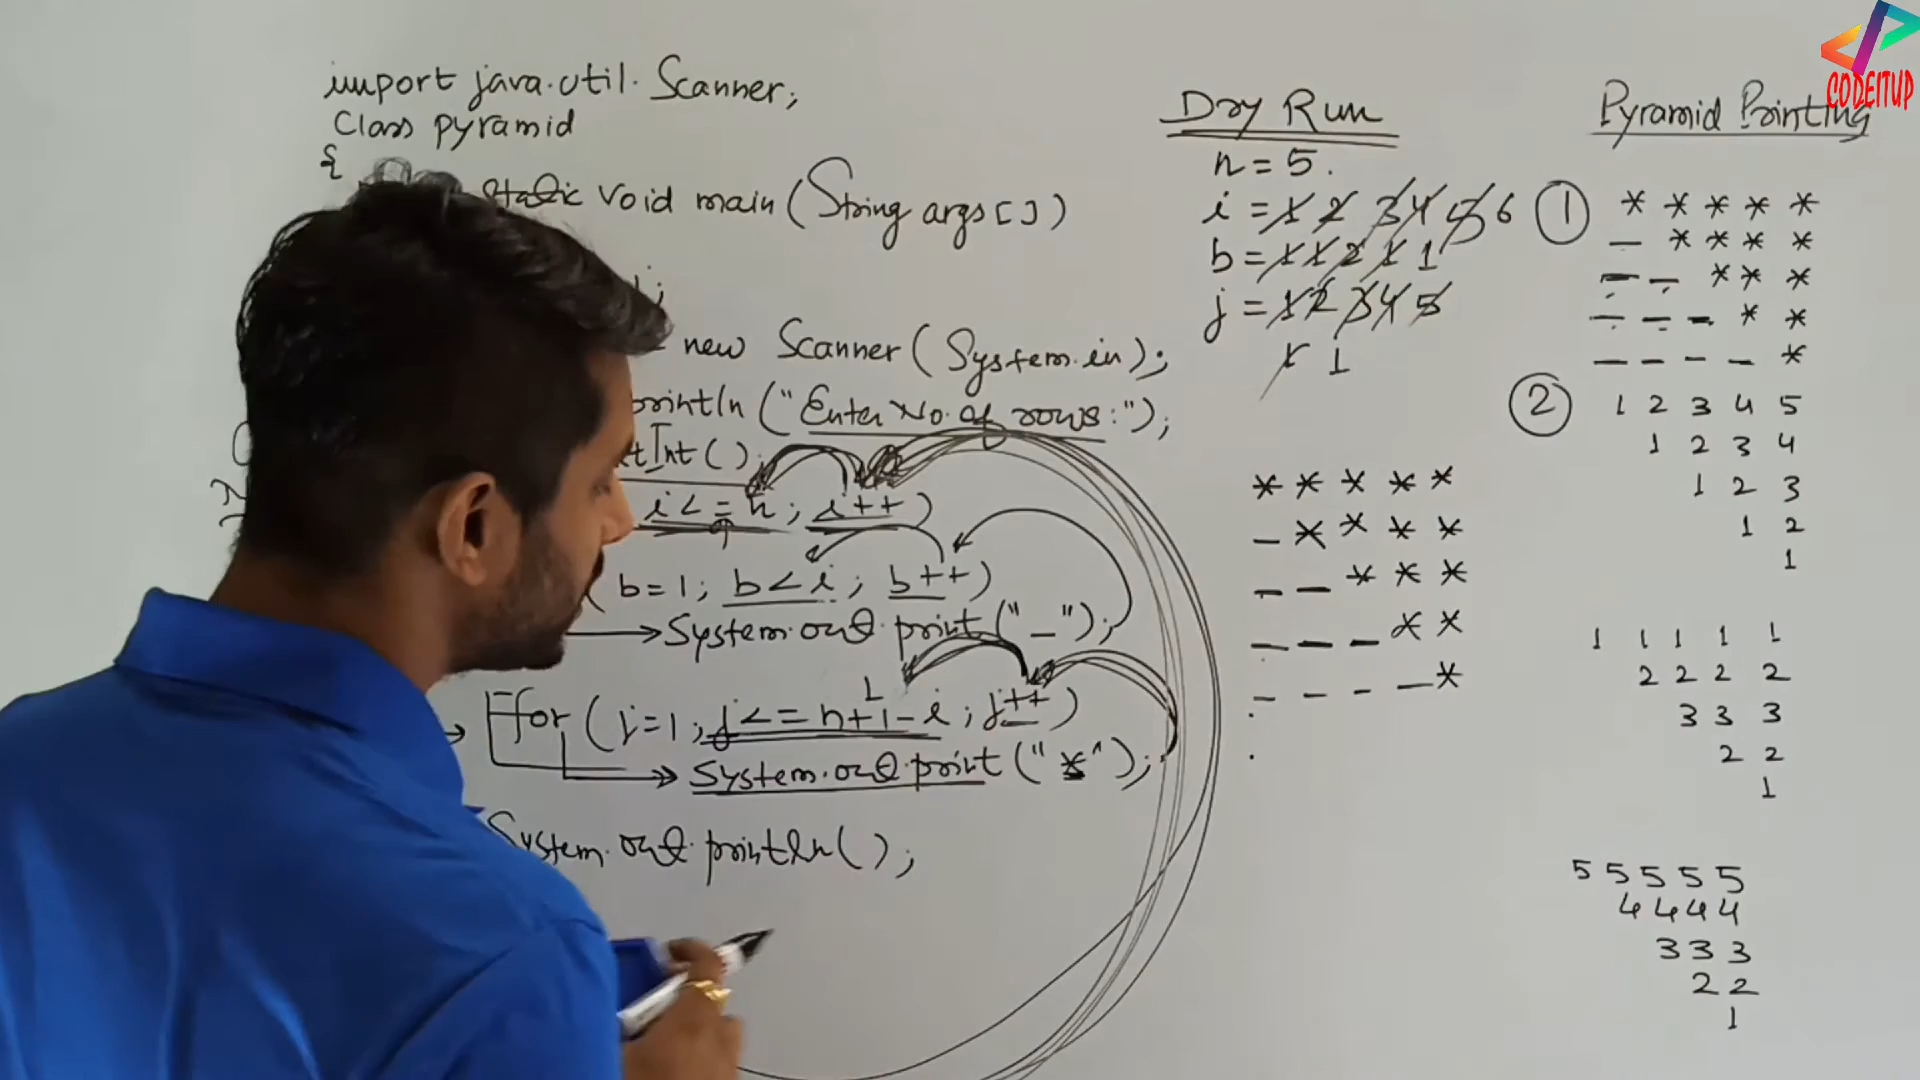 import java.util.Scanner;
Class pyramid
{
static void main (String args[])
new Scanner (System.in);
println ("Enter No. of rows:");
Int();
i<=n; i++)
(b=1; b<i; b++)
System.out.print("_");
For (j=1; j<=n+1-i; j++)
System.out.print("*");
System.out.println();
Dry Run
n = 5.
i = 1 2 3 4 5 6
b = 1 1 2 1 1
j = 1 2 3 4 5
1 1
* * * * *
_ * * * *
_ _ * * *
_ _ _ * *
_ _ _ _ *
CODEITUP
Pyramid Printing
1 * * * * *
_ * * * *
_ _ * * *
_ _ _ * *
_ _ _ _ *
2 1 2 3 4 5
1 2 3 4
1 2 3
1 2
1
1 1 1 1 1
2 2 2 2
3 3 3
2 2
1
5 5 5 5 5
4 4 4 4
3 3 3
2 2
1